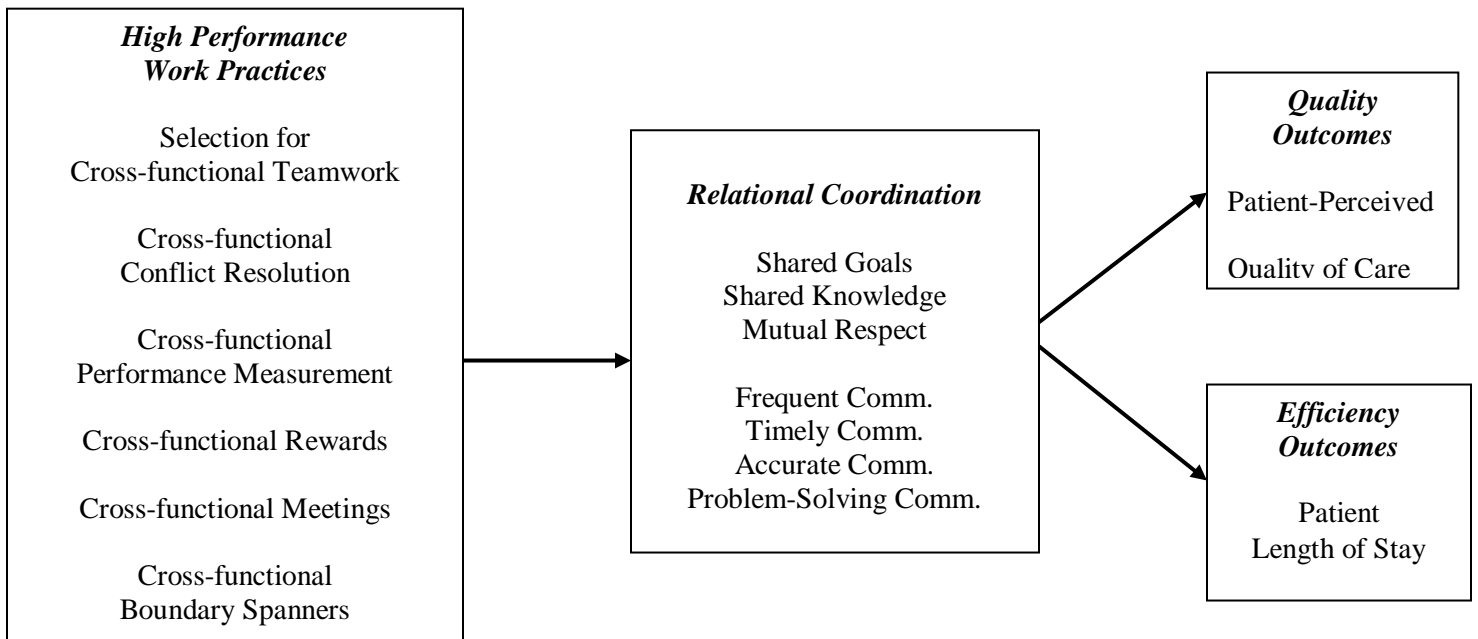 High Performance
Work Practices
Selection for
Cross-functional Teamwork
Cross-functional
Conflict Resolution
Cross-functional
Performance Measurement
Cross-functional Rewards
Cross-functional Meetings
Cross-functional
Boundary Spanners
Relational Coordination
Shared Goals
Shared Knowledge
Mutual Respect
Frequent Comm.
Timely Comm.
Accurate Comm.
Problem-Solving Comm.
Quality
Outcomes
Patient-Perceived
Quality of Care
Efficiency
Outcomes
Patient
Length of Stay